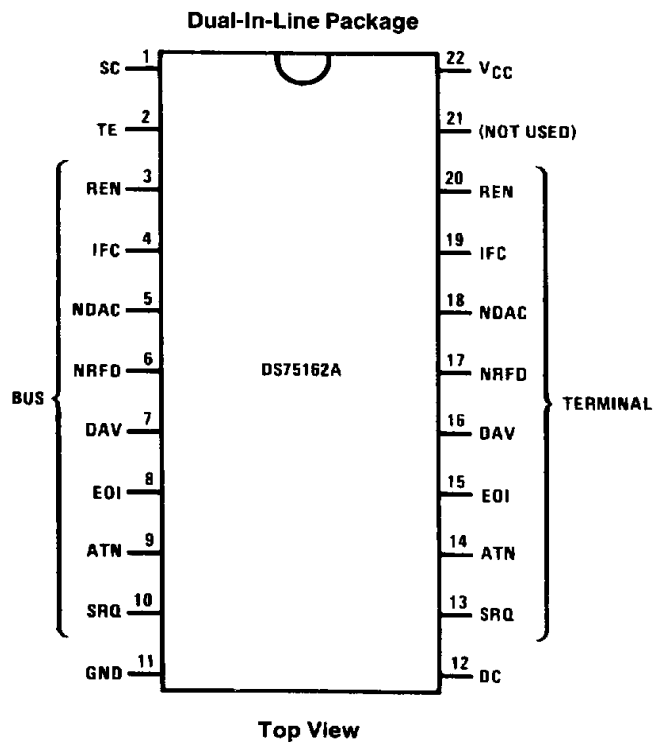 Dual-In-Line Package
SC 1 22 VCC
TE 2 21 (NOT USED)
REN 3 20 REN
IFC 4 19 IFC
NDAC 5 18 NDAC
NRFD 6 17 NRFD
DS75162A
BUS TERMINAL
DAV 7 16 DAV
EOI 8 15 EOI
ATN 9 14 ATN
SRQ 10 13 SRQ
GND 11 12 DC
Top View